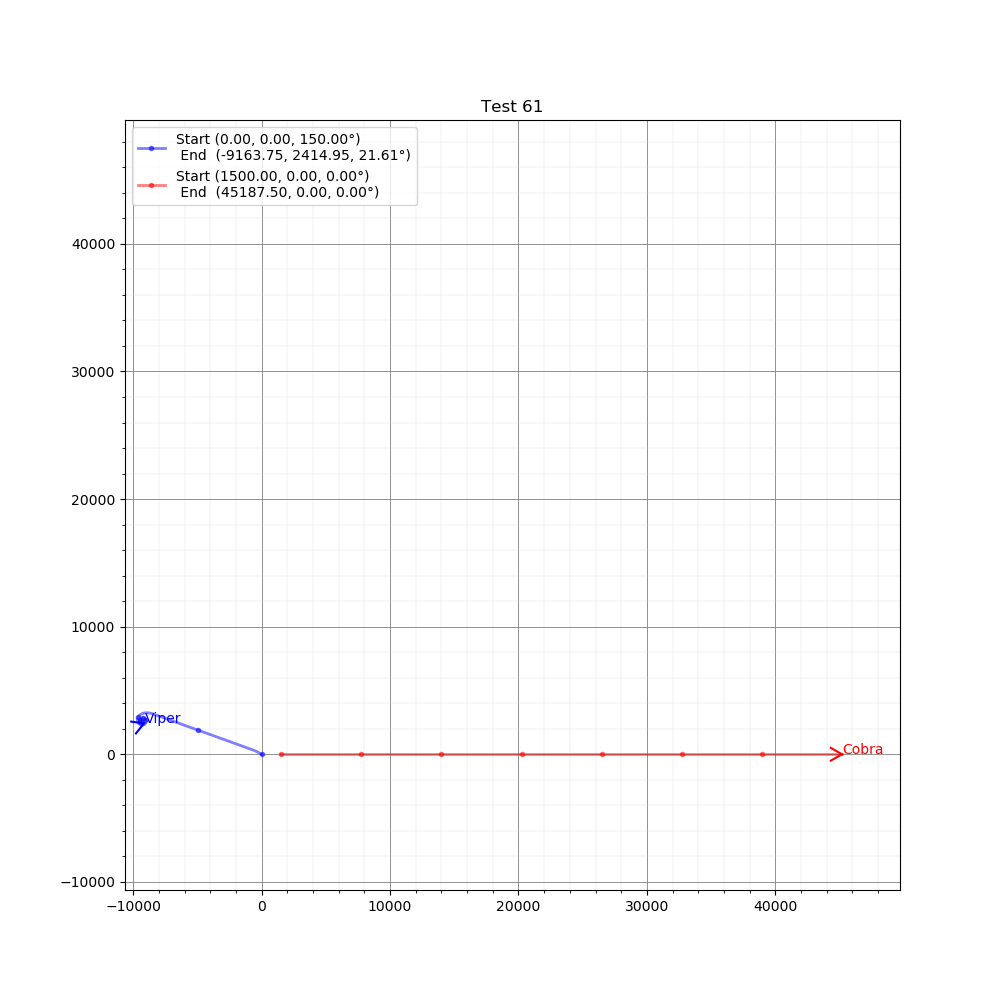 Test 61
Start (0.00, 0.00, 150.00°)
End (-9163.75, 2414.95, 21.61°)
Start (1500.00, 0.00, 0.00°)
End (45187.50, 0.00, 0.00°)
40000
30000
20000
10000
0
−10000
Viper
Cobra
−10000
0
10000
20000
30000
40000